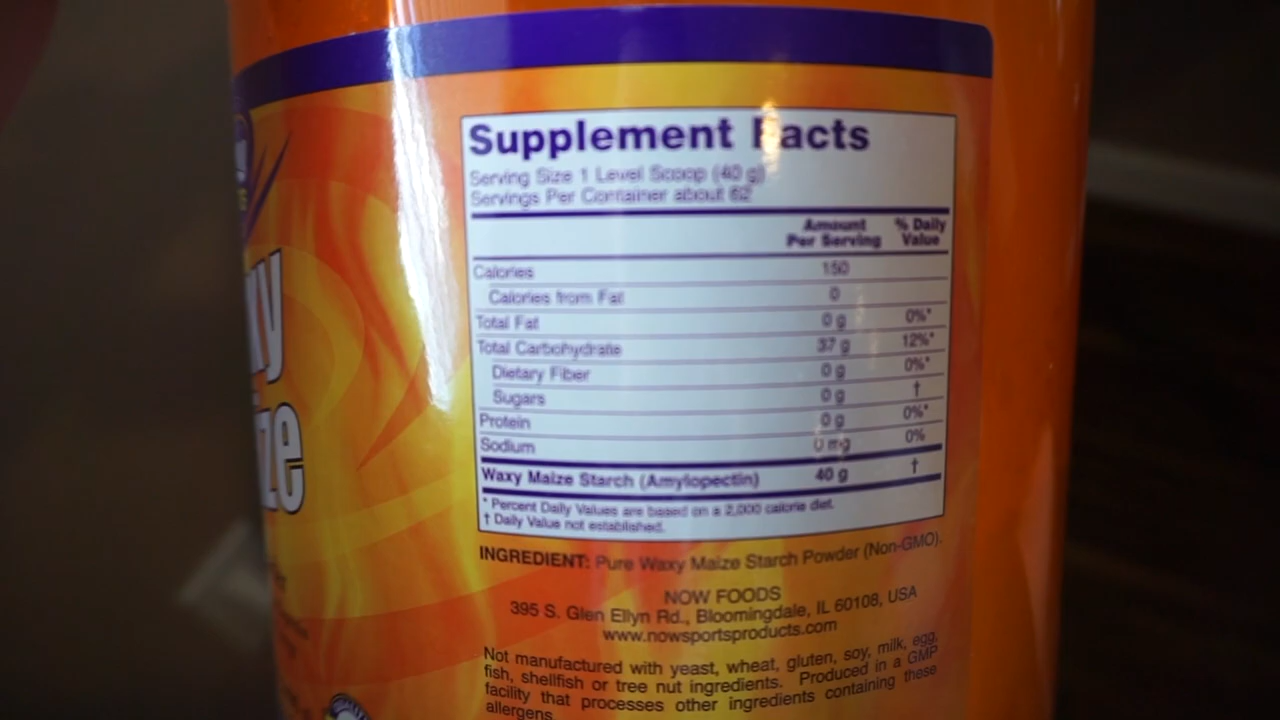 Supplement Facts
Serving Size 1 Level Scoop (40 g)
Servings Per Container about 62
Amount Per Serving % Daily Value
Calories 150
Calories from Fat 0
Total Fat 0 g 0%*
Total Carbohydrate 37 g 12%*
Dietary Fiber 0 g 0%*
Sugars 0 g †
Protein 0 g 0%*
Sodium 0 mg 0%
Waxy Maize Starch (Amylopectin) 40 g †
* Percent Daily Values are based on a 2,000 calorie diet.
† Daily Value not established.
INGREDIENT: Pure Waxy Maize Starch Powder (Non-GMO).
NOW FOODS
395 S. Glen Ellyn Rd., Bloomingdale, IL 60108, USA
www.nowsportsproducts.com
Not manufactured with yeast, wheat, gluten, soy, milk, egg,
fish, shellfish or tree nut ingredients. Produced in a GMP
facility that processes other ingredients containing these
allergens.
xy
ize